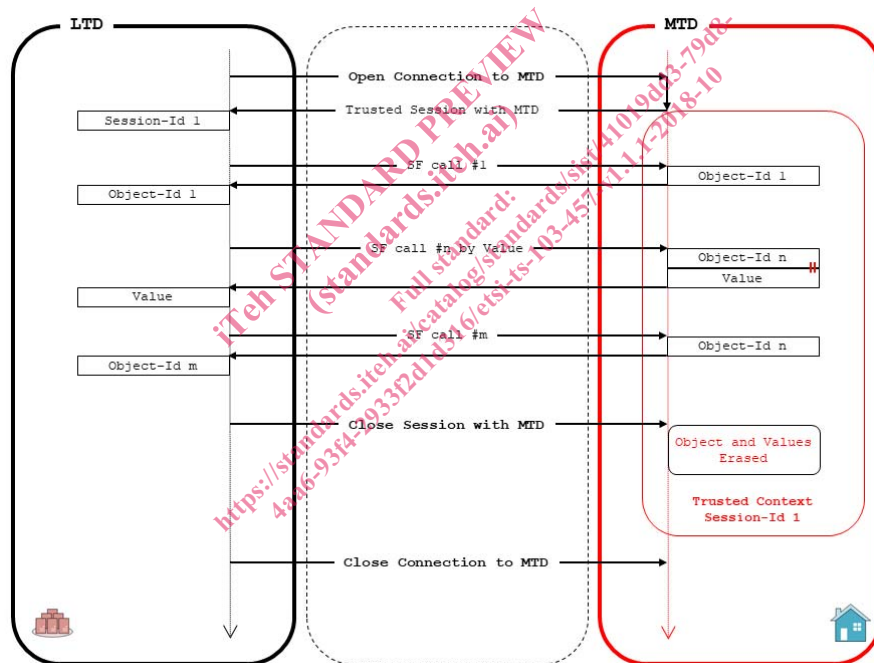 LTD
MTD
Open Connection to MTD
Trusted Session with MTD
Session-Id 1
SF call #1
Object-Id 1
Object-Id 1
SF call #n by Value
Object-Id n
Value
Value
SF call #m
Object-Id n
Object-Id m
Close Session with MTD
Object and Values
Erased
Trusted Context
Session-Id 1
Close Connection to MTD
iTeh STANDARD PREVIEW
(standards.iteh.ai)
Full standard:
https://standards.iteh.ai/catalog/standards/sist/41019dd3-79d8-
4aa6-93f4-2933f2d1d316/etsi-ts-103-457-v1.1.1-2018-10